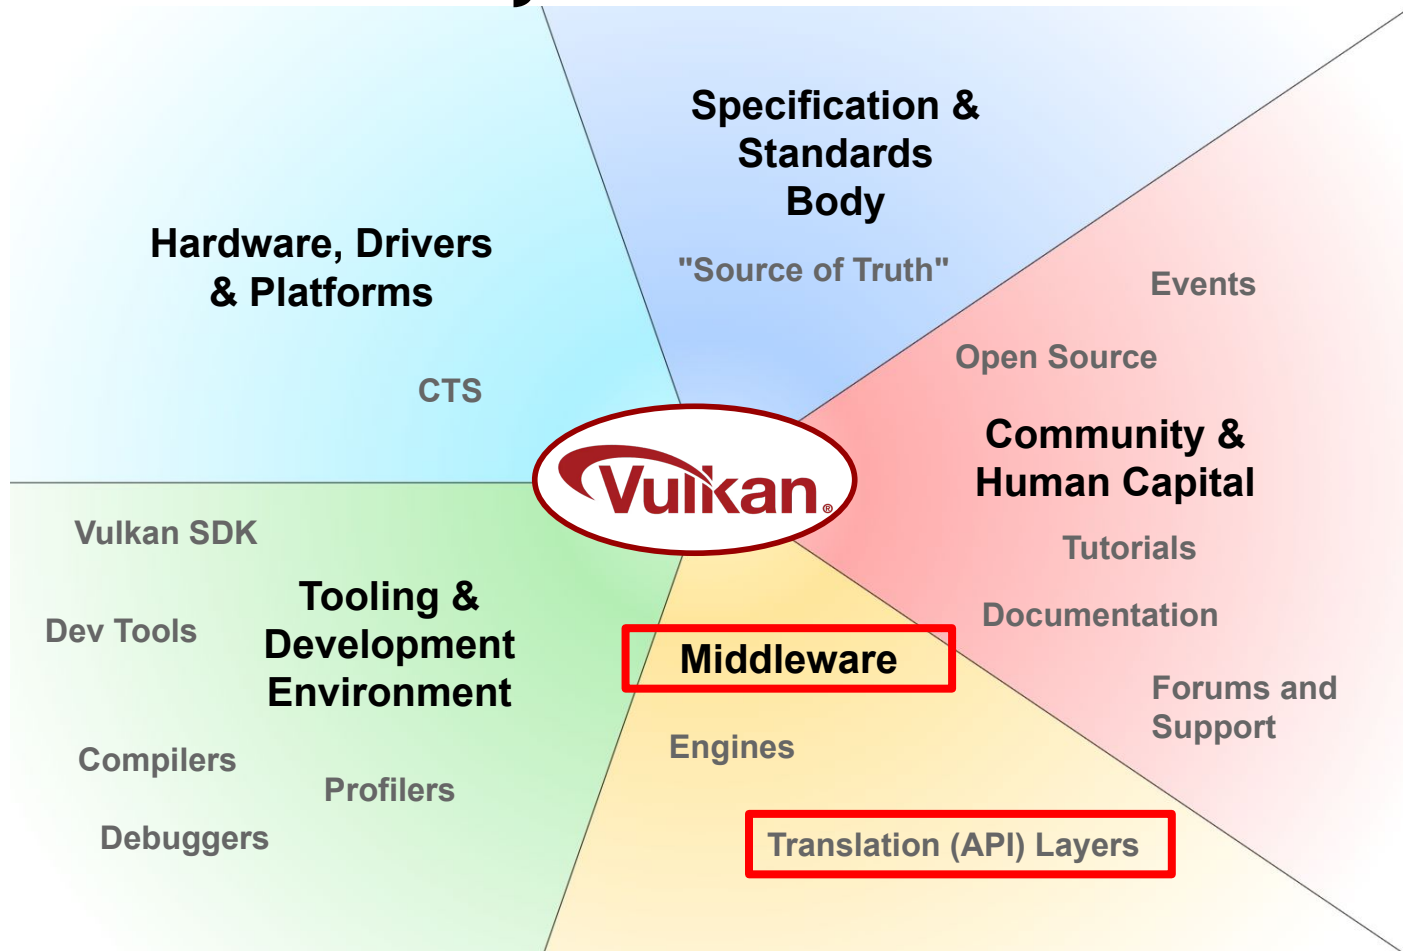 Specification &
Standards
Body
"Source of Truth"
Hardware, Drivers
& Platforms
CTS
Events
Open Source
Community &
Human Capital
Tutorials
Documentation
Forums and
Support
Vulkan®
Vulkan SDK
Tooling &
Development
Environment
Dev Tools
Compilers
Profilers
Debuggers
Middleware
Engines
Translation (API) Layers